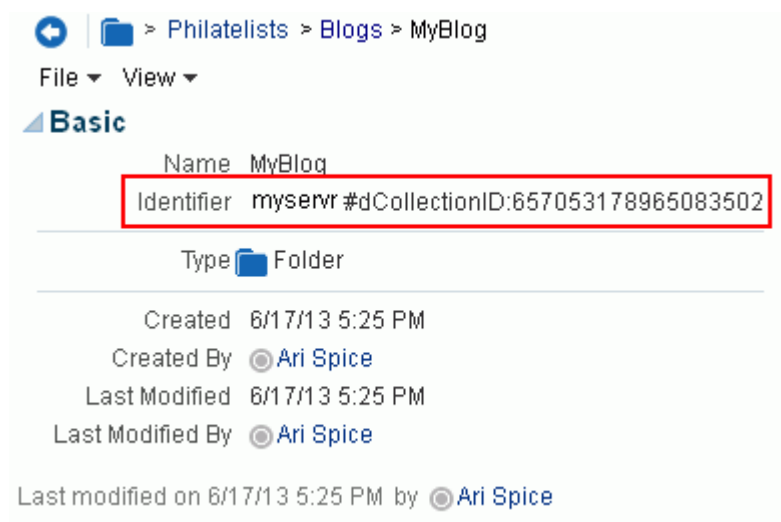 > Philatelists > Blogs > MyBlog
File View
Basic
Name MyBlog
Identifier myservr #dCollectionID:657053178965083502
Type Folder
Created 6/17/13 5:25 PM
Created By Ari Spice
Last Modified 6/17/13 5:25 PM
Last Modified By Ari Spice
Last modified on 6/17/13 5:25 PM by Ari Spice